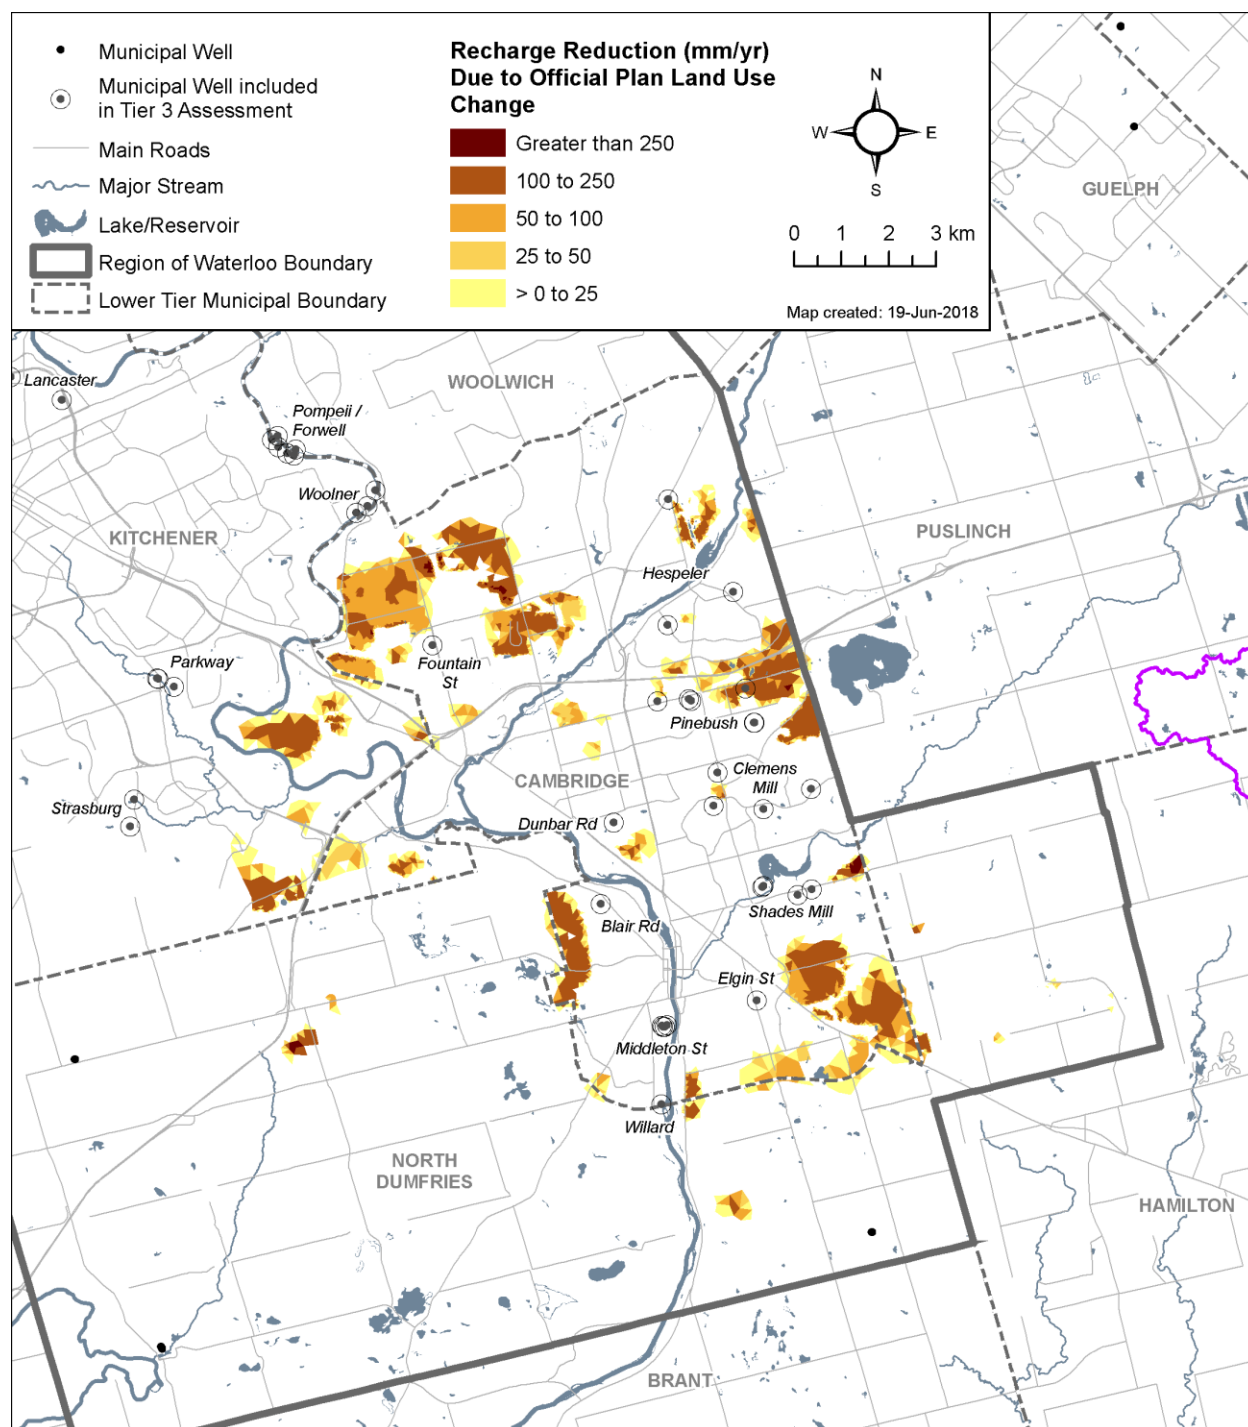 Municipal Well
Municipal Well included
in Tier 3 Assessment
Main Roads
Major Stream
Lake/Reservoir
Region of Waterloo Boundary
Lower Tier Municipal Boundary
Recharge Reduction (mm/yr)
Due to Official Plan Land Use
Change
Greater than 250
100 to 250
50 to 100
25 to 50
> 0 to 25
N
W E
S
0 1 2 3 km
Map created: 19-Jun-2018
GUELPH
Lancaster
WOOLWICH
Pompeii /
Forwell
Woolner
KITCHENER
PUSLINCH
Hespeler
Parkway
Fountain
St
Pinebush
CAMBRIDGE
Clemens
Mill
Strasburg
Dunbar Rd
Shades Mill
Blair Rd
Elgin St
Middleton St
Willard
NORTH
DUMFRIES
HAMILTON
BRANT